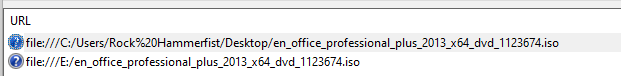 URL
file:///C:/Users/Rock%20Hammerfist/Desktop/en_office_professional_plus_2013_x64_dvd_1123674.iso
file:///E:/en_office_professional_plus_2013_x64_dvd_1123674.iso